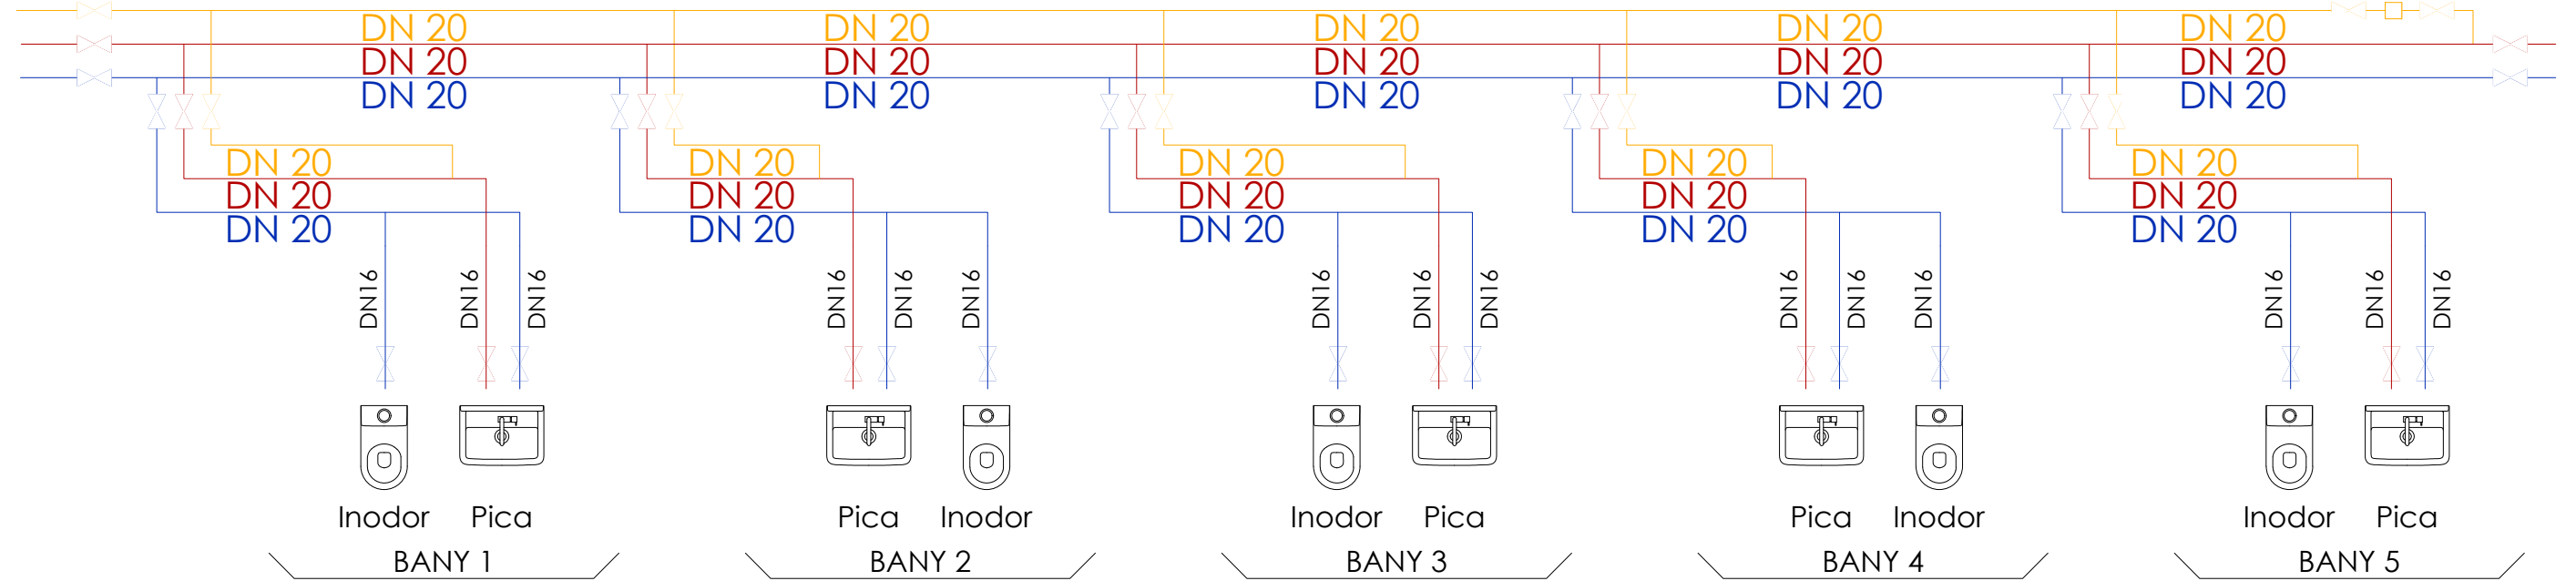 DN 20 DN 20 DN 20 DN 20 DN 20
DN 20 DN 20 DN 20 DN 20 DN 20
DN 20 DN 20 DN 20 DN 20 DN 20
DN 20 DN 20 DN 20 DN 20 DN 20
DN 20 DN 20 DN 20 DN 20 DN 20
DN 20 DN 20 DN 20 DN 20 DN 20
DN16 DN16 DN16 DN16 DN16 DN16 DN16 DN16 DN16 DN16 DN16 DN16 DN16 DN16 DN16
Inodor Pica Pica Inodor Inodor Pica Pica Inodor Inodor Pica
BANY 1 BANY 2 BANY 3 BANY 4 BANY 5